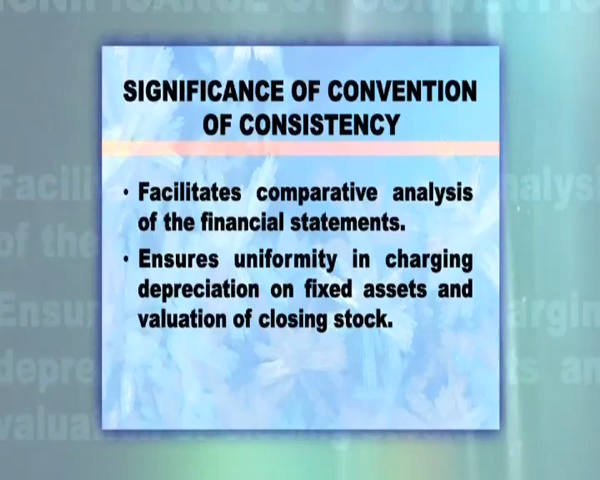 SIGNIFICANCE OF CONVENTION
OF CONSISTENCY
• Facilitates comparative analysis
of the financial statements.
• Ensures uniformity in charging
depreciation on fixed assets and
valuation of closing stock.